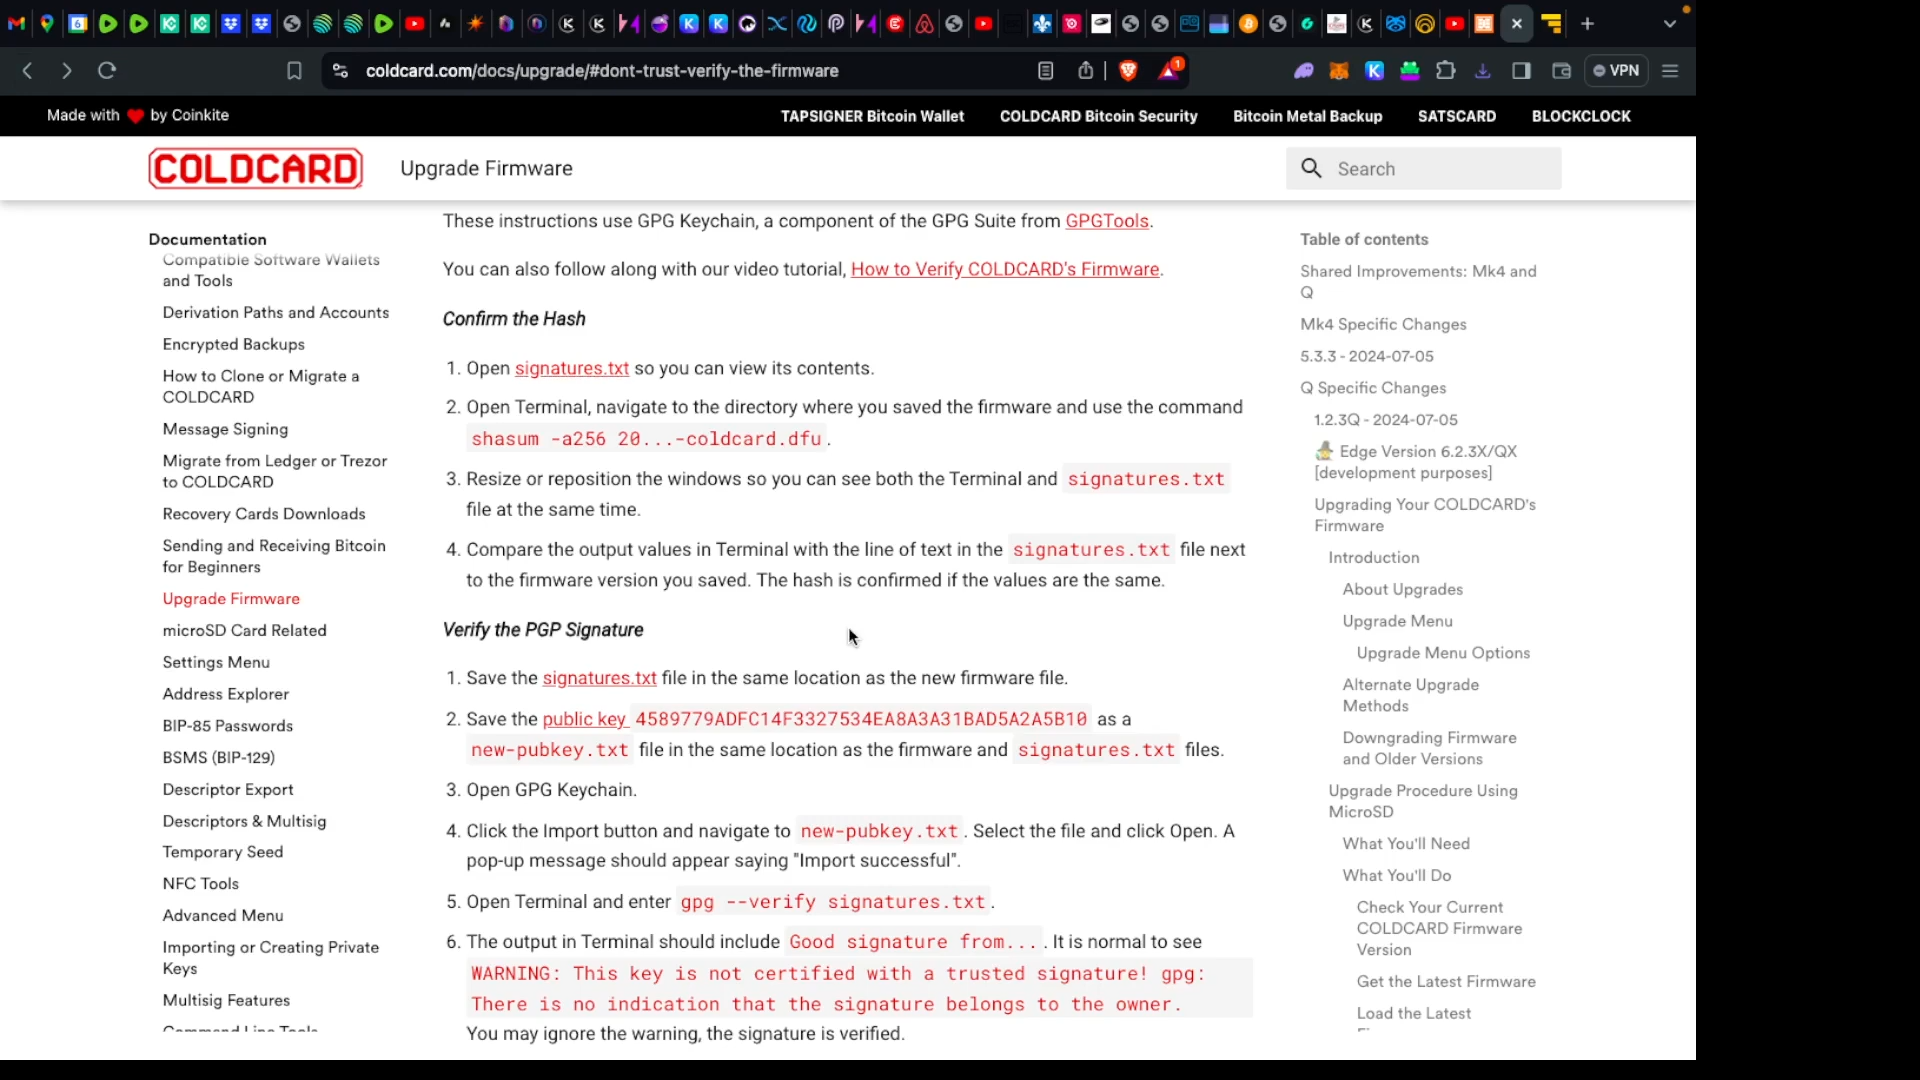 coldcard.com/docs/upgrade/#dont-trust-verify-the-firmware
1
VPN
Made with ❤ by Coinkite
TAPSIGNER Bitcoin Wallet
COLDCARD Bitcoin Security
Bitcoin Metal Backup
SATSCARD
BLOCKCLOCK
COLDCARD
Upgrade Firmware
Search
Documentation
Compatible Software Wallets
and Tools
Derivation Paths and Accounts
Encrypted Backups
How to Clone or Migrate a
COLDCARD
Message Signing
Migrate from Ledger or Trezor
to COLDCARD
Recovery Cards Downloads
Sending and Receiving Bitcoin
for Beginners
Upgrade Firmware
microSD Card Related
Settings Menu
Address Explorer
BIP-85 Passwords
BSMS (BIP-129)
Descriptor Export
Descriptors & Multisig
Temporary Seed
NFC Tools
Advanced Menu
Importing or Creating Private
Keys
Multisig Features
Command Line Tools
These instructions use GPG Keychain, a component of the GPG Suite from GPGTools.
You can also follow along with our video tutorial, How to Verify COLDCARD's Firmware.
Confirm the Hash
1. Open signatures.txt so you can view its contents.
2. Open Terminal, navigate to the directory where you saved the firmware and use the command
shasum -a256 20...-coldcard.dfu.
3. Resize or reposition the windows so you can see both the Terminal and signatures.txt
file at the same time.
4. Compare the output values in Terminal with the line of text in the signatures.txt file next
to the firmware version you saved. The hash is confirmed if the values are the same.
Verify the PGP Signature
1. Save the signatures.txt file in the same location as the new firmware file.
2. Save the public key 4589779ADFC14F3327534EA8A3A31BAD5A2A5B10 as a
new-pubkey.txt file in the same location as the firmware and signatures.txt files.
3. Open GPG Keychain.
4. Click the Import button and navigate to new-pubkey.txt. Select the file and click Open. A
pop-up message should appear saying "Import successful".
5. Open Terminal and enter gpg --verify signatures.txt.
6. The output in Terminal should include Good signature from.... It is normal to see
WARNING: This key is not certified with a trusted signature! gpg:
There is no indication that the signature belongs to the owner.
You may ignore the warning, the signature is verified.
Table of contents
Shared Improvements: Mk4 and
Q
Mk4 Specific Changes
5.3.3 - 2024-07-05
Q Specific Changes
1.2.3Q - 2024-07-05
Edge Version 6.2.3X/QX
[development purposes]
Upgrading Your COLDCARD's
Firmware
Introduction
About Upgrades
Upgrade Menu
Upgrade Menu Options
Alternate Upgrade
Methods
Downgrading Firmware
and Older Versions
Upgrade Procedure Using
MicroSD
What You'll Need
What You'll Do
Check Your Current
COLDCARD Firmware
Version
Get the Latest Firmware
Load the Latest